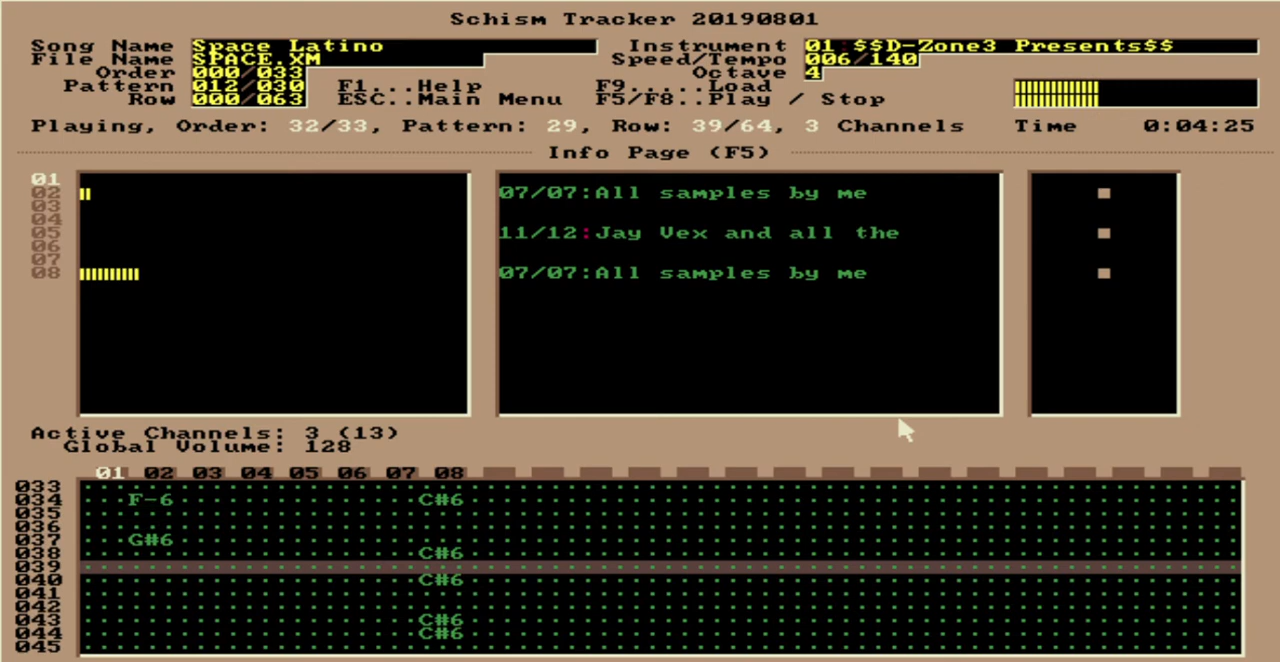 Schism Tracker 20190801
Song Name Space Latino Instrument 01:$$D-Zone3 Presents$$
File Name SPACE.XM Speed/Tempo 006/140
Order 000/033 Octave 4
Pattern 012/030 F1...Help F9.....Load
Row 000/063 ESC..Main Menu F5/F8..Play / Stop
Playing, Order: 32/33, Pattern: 29, Row: 39/64, 3 Channels Time 0:04:25
Info Page (F5)
01
02 07/07:All samples by me
03
04
05 11/12:Jay Vex and all the
06
07
08 07/07:All samples by me
Active Channels: 3 (13)
Global Volume: 128
01 02 03 04 05 06 07 08
033
034 F-6 C#6
035
036
037 G#6
038 C#6
039
040 C#6
041
042
043 C#6
044 C#6
045